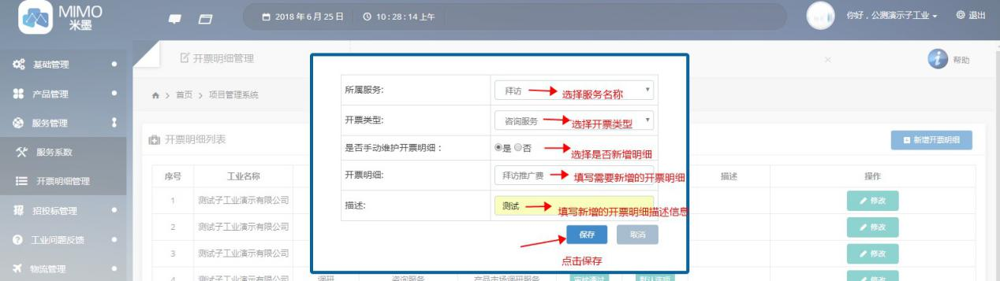 MIMO
米墨
2018 年 6 月 25 日
10 : 28 : 14 上午
你好，公测演示子工业
退出
基础管理
产品管理
服务管理
服务系数
开票明细管理
招投标管理
工业问题反馈
物流管理
开票明细管理
×
帮助
首页 > 项目管理系统
开票明细列表
新增开票明细
序号 工业名称 描述 操作
1 测试子工业演示有限公司 修改
2 测试子工业演示有限公司 修改
3 测试子工业演示有限公司 修改
4 测试子工业演示有限公司 调研 咨询服务 产品市场调研服务 审核通过 默认选项 修改
所属服务: 拜访 选择服务名称
开票类型: 咨询服务 选择开票类型
是否手动维护开票明细： 是 否 选择是否新增明细
开票明细: 拜访推广费 填写需要新增的开票明细
描述: 测试 填写新增的开票明细描述信息
保存 取消
点击保存